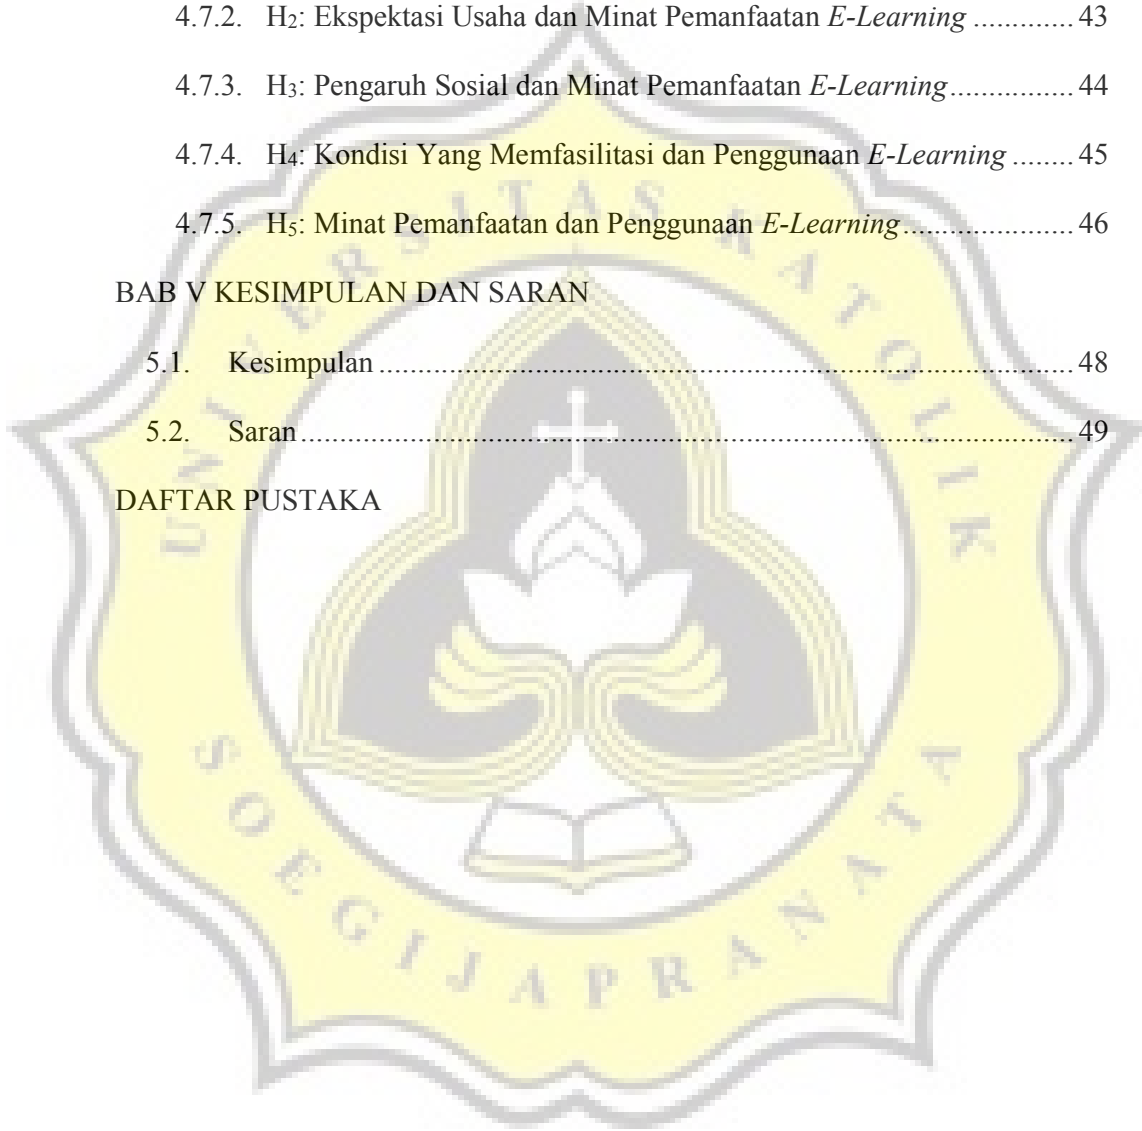 4.7.2. H2: Ekspektasi Usaha dan Minat Pemanfaatan E-Learning ............. 43
4.7.3. H3: Pengaruh Sosial dan Minat Pemanfaatan E-Learning ................ 44
4.7.4. H4: Kondisi Yang Memfasilitasi dan Penggunaan E-Learning ........ 45
4.7.5. H5: Minat Pemanfaatan dan Penggunaan E-Learning ...................... 46
BAB V KESIMPULAN DAN SARAN
5.1. Kesimpulan ........................................................................................... 48
5.2. Saran ..................................................................................................... 49
DAFTAR PUSTAKA
UNIVERSITAS KATOLIK
SOEGIJAPRANATA